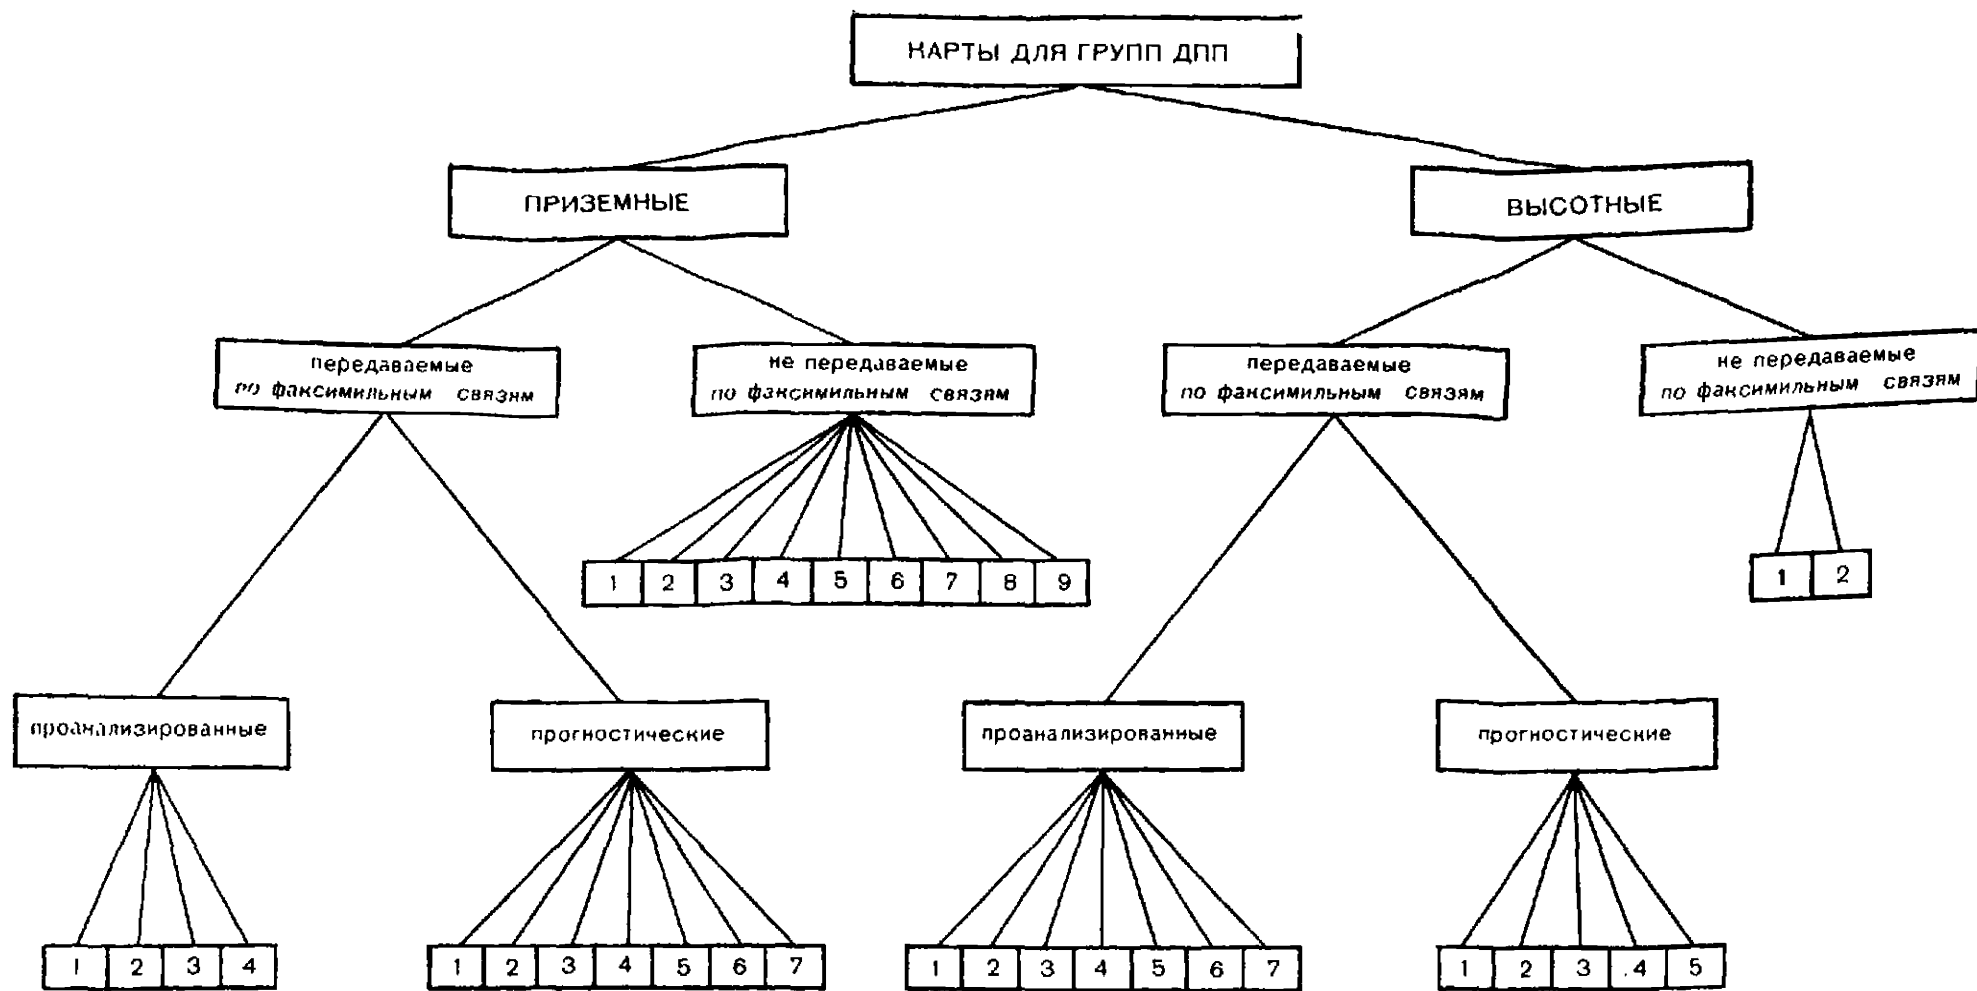 КАРТЫ ДЛЯ ГРУПП ДПП
ПРИЗЕМНЫЕ
ВЫСОТНЫЕ
передаваемые
по факсимильным связям
не передаваемые
по факсимильным связям
передаваемые
по факсимильным связям
не передаваемые
по факсимильным связям
1 2 3 4 5 6 7 8 9
1 2
проанализированные
прогностические
проанализированные
прогностические
1 2 3 4
1 2 3 4 5 6 7
1 2 3 4 5 6 7
1 2 3 .4 5